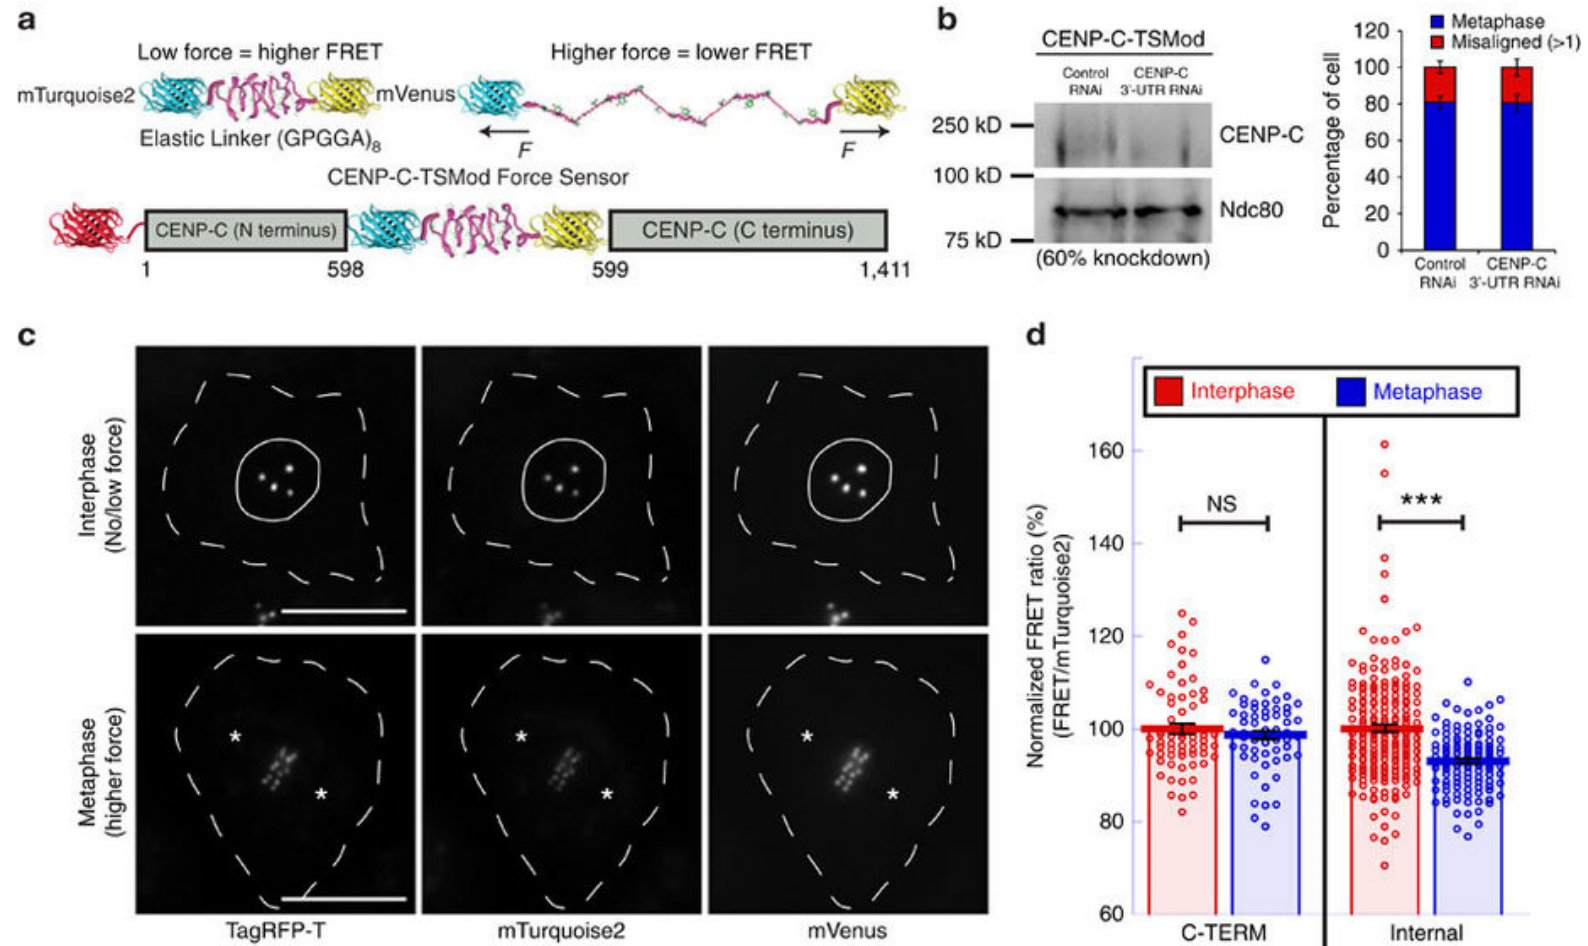 a
Low force = higher FRET
Higher force = lower FRET
mTurquoise2
mVenus
Elastic Linker (GPGGA)8
F
F
CENP-C-TSMod Force Sensor
CENP-C (N terminus)
CENP-C (C terminus)
1
598
599
1,411
b
CENP-C-TSMod
Control
RNAi
CENP-C
3'-UTR RNAi
250 kD
CENP-C
100 kD
Ndc80
75 kD
(60% knockdown)
Metaphase
Misaligned (>1)
Percentage of cell
120
100
80
60
40
20
0
Control
RNAi
CENP-C
3'-UTR RNAi
c
Interphase
(No/low force)
Metaphase
(higher force)
*
*
*
*
*
*
TagRFP-T
mTurquoise2
mVenus
d
Interphase
Metaphase
Normalized FRET ratio (%)
(FRET/mTurquoise2)
160
140
120
100
80
60
NS
***
C-TERM
Internal